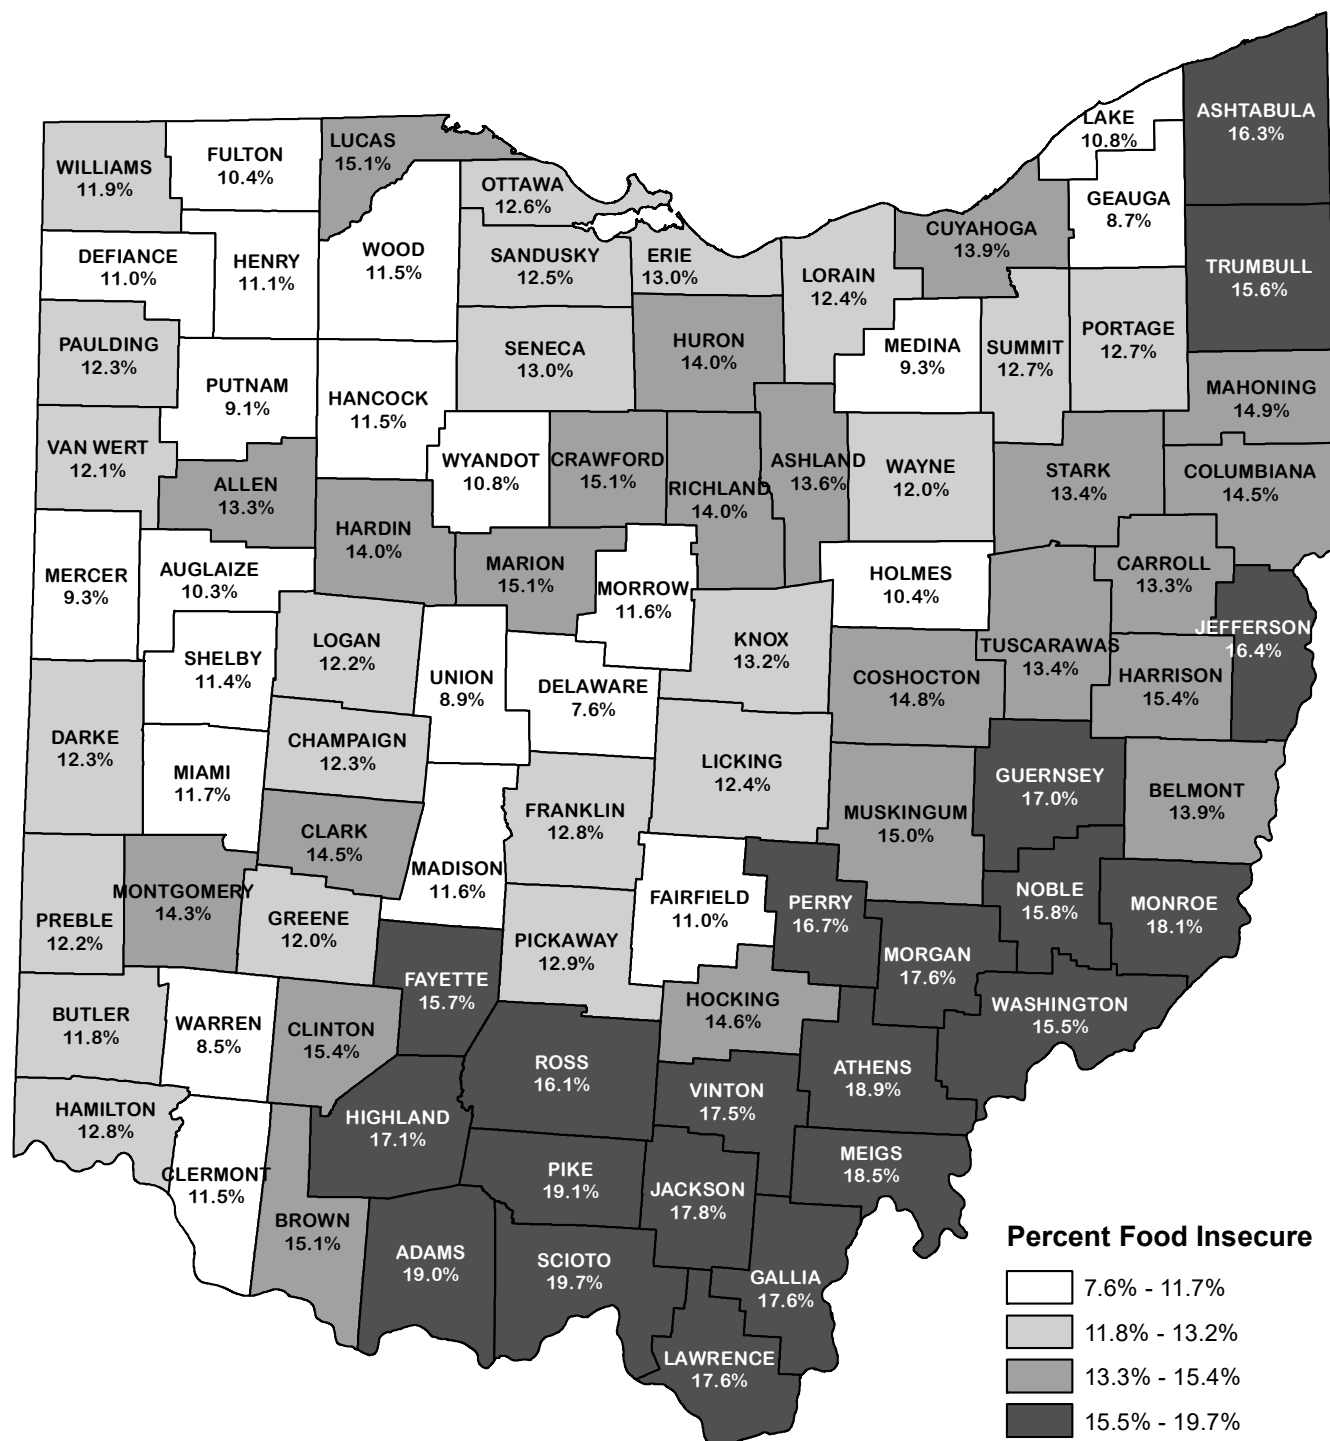 ASHTABULA
16.3%
LAKE
10.8%
GEAUGA
8.7%
LUCAS
15.1%
FULTON
10.4%
WILLIAMS
11.9%
OTTAWA
12.6%
CUYAHOGA
13.9%
WOOD
11.5%
DEFIANCE
11.0%
HENRY
11.1%
SANDUSKY
12.5%
ERIE
13.0%
LORAIN
12.4%
TRUMBULL
15.6%
PAULDING
12.3%
SENECA
13.0%
HURON
14.0%
MEDINA
9.3%
SUMMIT
12.7%
PORTAGE
12.7%
PUTNAM
9.1%
HANCOCK
11.5%
MAHONING
14.9%
VAN WERT
12.1%
ALLEN
13.3%
WYANDOT
10.8%
CRAWFORD
15.1%
RICHLAND
14.0%
ASHLAND
13.6%
WAYNE
12.0%
STARK
13.4%
COLUMBIANA
14.5%
HARDIN
14.0%
MERCER
9.3%
AUGLAIZE
10.3%
MARION
15.1%
MORROW
11.6%
HOLMES
10.4%
CARROLL
13.3%
JEFFERSON
16.4%
LOGAN
12.2%
KNOX
13.2%
TUSCARAWAS
13.4%
SHELBY
11.4%
UNION
8.9%
DELAWARE
7.6%
COSHOCTON
14.8%
HARRISON
15.4%
DARKE
12.3%
CHAMPAIGN
12.3%
MIAMI
11.7%
LICKING
12.4%
GUERNSEY
17.0%
BELMONT
13.9%
FRANKLIN
12.8%
MUSKINGUM
15.0%
CLARK
14.5%
MADISON
11.6%
MONTGOMERY
14.3%
PREBLE
12.2%
GREENE
12.0%
FAIRFIELD
11.0%
PERRY
16.7%
NOBLE
15.8%
MONROE
18.1%
PICKAWAY
12.9%
MORGAN
17.6%
FAYETTE
15.7%
HOCKING
14.6%
WASHINGTON
15.5%
BUTLER
11.8%
WARREN
8.5%
CLINTON
15.4%
ROSS
16.1%
ATHENS
18.9%
VINTON
17.5%
HAMILTON
12.8%
HIGHLAND
17.1%
MEIGS
18.5%
CLERMONT
11.5%
PIKE
19.1%
JACKSON
17.8%
BROWN
15.1%
ADAMS
19.0%
SCIOTO
19.7%
GALLIA
17.6%
LAWRENCE
17.6%
Percent Food Insecure
7.6% - 11.7%
11.8% - 13.2%
13.3% - 15.4%
15.5% - 19.7%